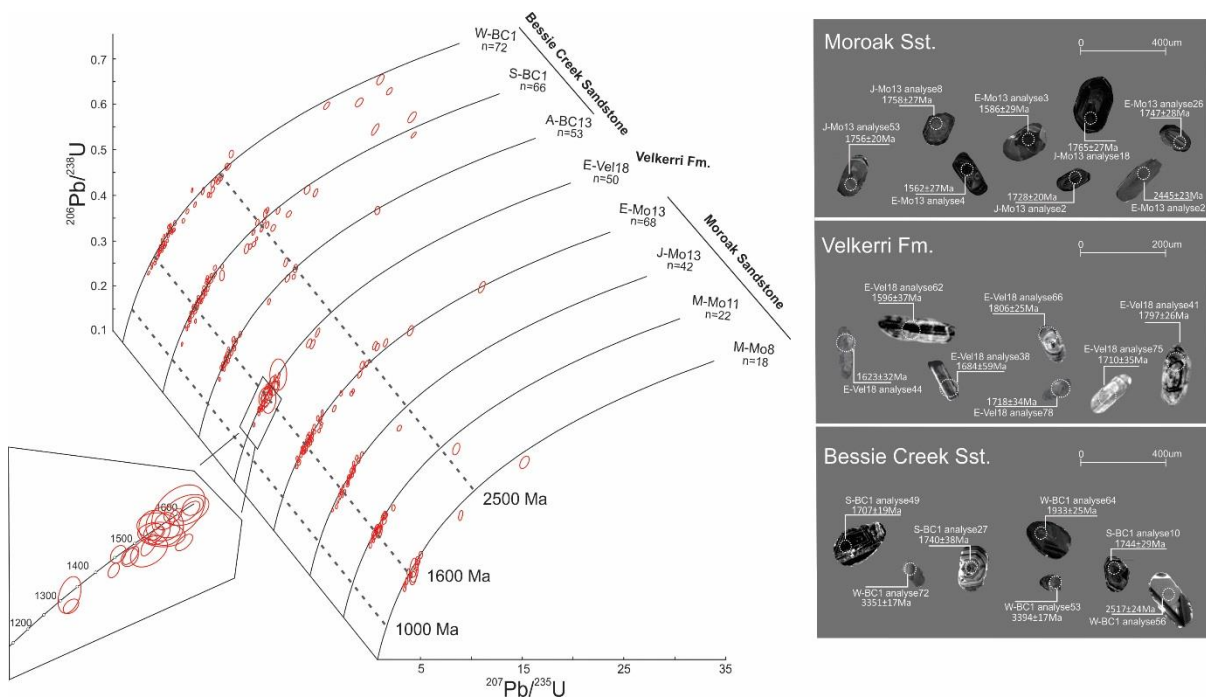 W-BC1
n=72
S-BC1
n=66
A-BC13
n=53
E-Vel18
n=50
E-Mo13
n=68
J-Mo13
n=42
M-Mo11
n=22
M-Mo8
n=18
Bessie Creek Sandstone
Velkerri Fm.
Moroak Sandstone
0.7
0.6
0.5
0.4
0.3
0.2
0.1
206Pb/238U
2500 Ma
1600 Ma
1000 Ma
1600
1500
1400
1300
1200
5
15
25
35
207Pb/235U
Moroak Sst.
0
400um
J-Mo13 analyse8
1758±27Ma
E-Mo13 analyse3
1586±29Ma
E-Mo13 analyse26
1747±28Ma
J-Mo13 analyse53
1756±20Ma
1765±27Ma
J-Mo13 analyse18
1562±27Ma
E-Mo13 analyse4
1728±20Ma
J-Mo13 analyse2
2445±23Ma
E-Mo13 analyse2
Velkerri Fm.
0
200um
E-Vel18 analyse62
1596±37Ma
E-Vel18 analyse66
1806±25Ma
E-Vel18 analyse41
1797±26Ma
E-Vel18 analyse38
1684±59Ma
E-Vel18 analyse75
1710±35Ma
1623±32Ma
E-Vel18 analyse44
1718±34Ma
E-Vel18 analyse78
Bessie Creek Sst.
0
400um
S-BC1 analyse49
1707±19Ma
W-BC1 analyse64
1933±25Ma
S-BC1 analyse27
1740±38Ma
S-BC1 analyse10
1744±29Ma
W-BC1 analyse72
3351±17Ma
W-BC1 analyse53
3394±17Ma
2517±24Ma
W-BC1 analyse56